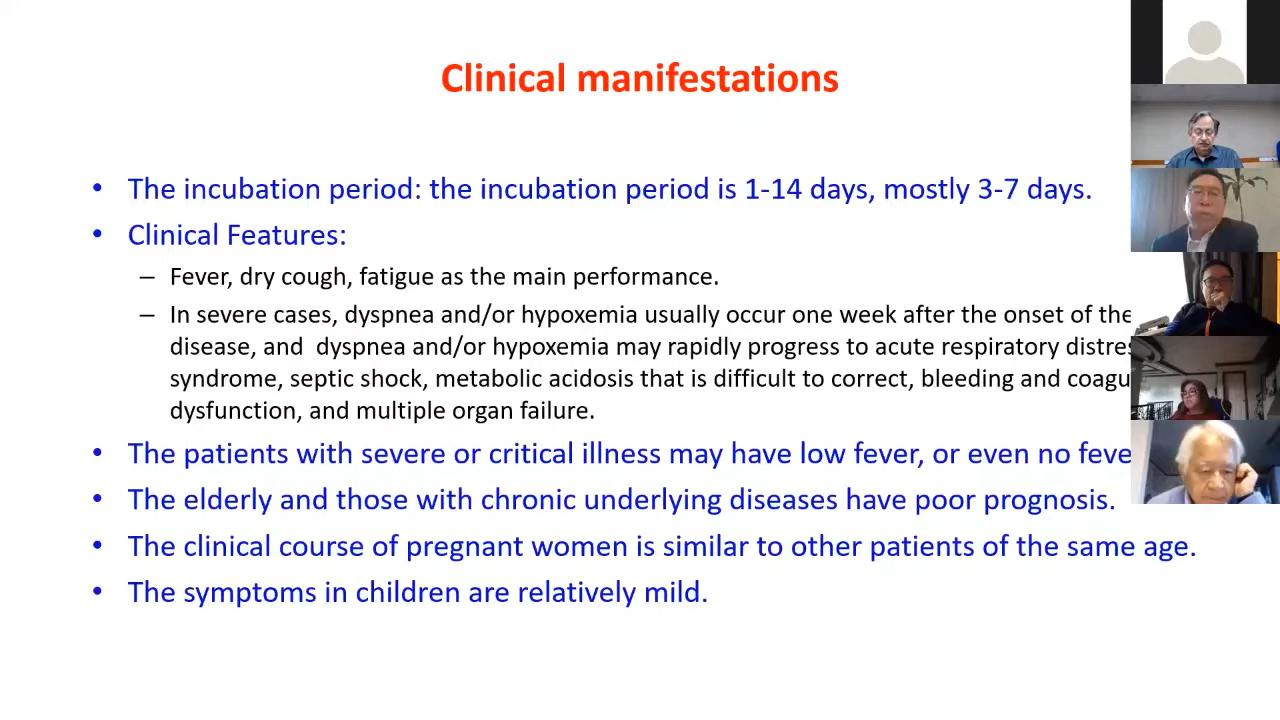 Clinical manifestations
• The incubation period: the incubation period is 1-14 days, mostly 3-7 days.
• Clinical Features:
– Fever, dry cough, fatigue as the main performance.
– In severe cases, dyspnea and/or hypoxemia usually occur one week after the onset of the
disease, and dyspnea and/or hypoxemia may rapidly progress to acute respiratory
syndrome, septic shock, metabolic acidosis that is difficult to correct, bleeding and
dysfunction, and multiple organ failure.
• The patients with severe or critical illness may have low fever, or even no
• The elderly and those with chronic underlying diseases have poor prognosis.
• The clinical course of pregnant women is similar to other patients of the same age.
• The symptoms in children are relatively mild.